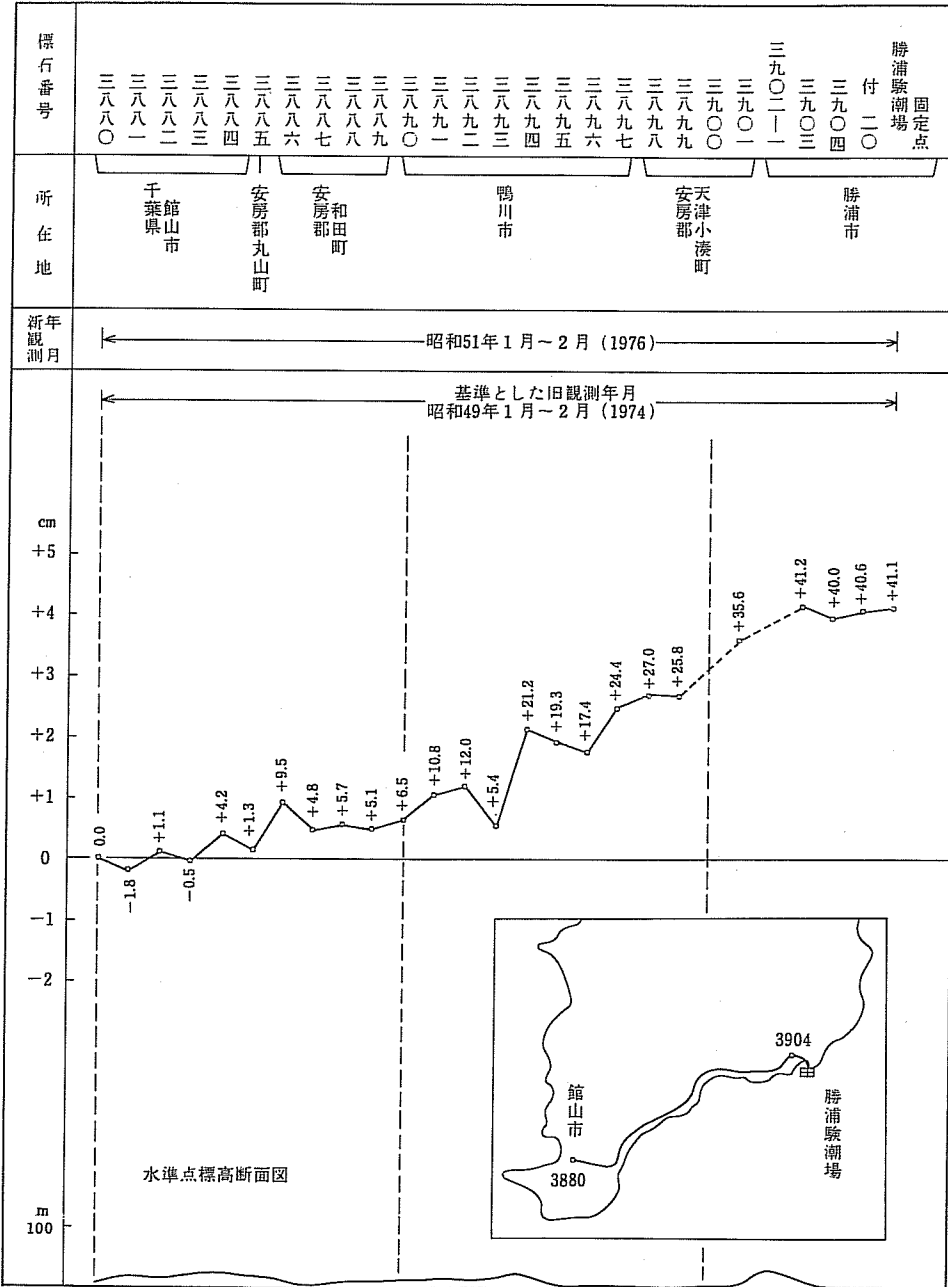 標石番号
三八八〇
三八八一
三八八二
三八八三
三八八四
三八八五
三八八六
三八八七
三八八八
三八八九
三八九〇
三八九一
三八九二
三八九三
三八九四
三八九五
三八九六
三八九七
三八九八
三八九九
三九〇〇
三九〇一
三九〇二―一
三九〇三
三九〇四
付 二〇
勝浦験潮場
固定点
所在地
千葉県
館山市
安房郡丸山町
安房郡
和田町
鴨川市
安房郡
天津小湊町
勝浦市
新観測年月
昭和51年1月~2月 (1976)
基準とした旧観測年月
昭和49年1月~2月 (1974)
cm
+5
+4
+3
+2
+1
0
-1
-2
0.0
-1.8
+1.1
-0.5
+4.2
+1.3
+9.5
+4.8
+5.7
+5.1
+6.5
+10.8
+12.0
+5.4
+21.2
+19.3
+17.4
+24.4
+27.0
+25.8
+35.6
+41.2
+40.0
+40.6
+41.1
3904
館山市
勝浦験潮場
3880
水準点標高断面図
m
100